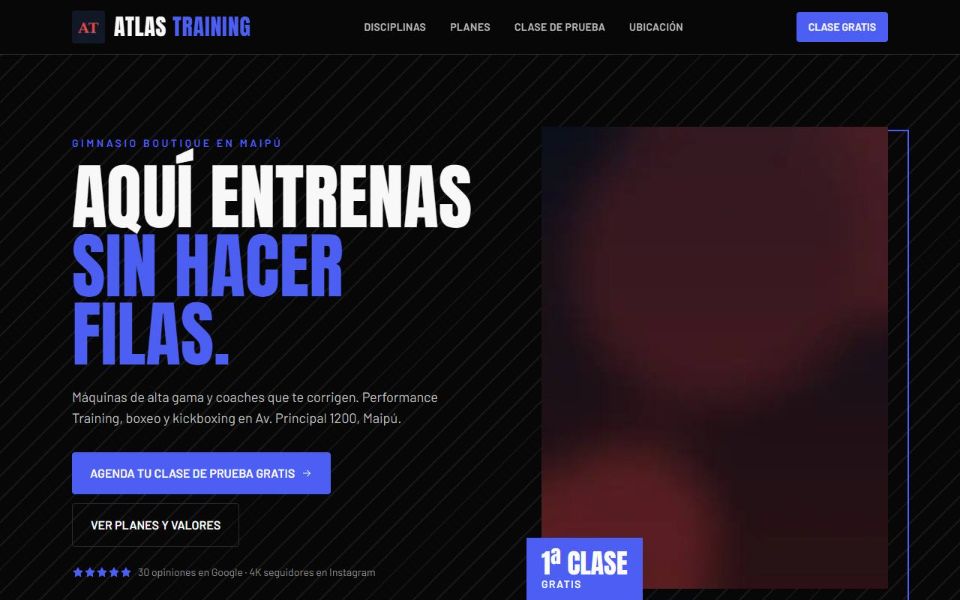 AT ATLAS TRAINING
DISCIPLINAS PLANES CLASE DE PRUEBA UBICACIÓN
CLASE GRATIS
GIMNASIO BOUTIQUE EN MAIPÚ
AQUÍ ENTRENAS
SIN HACER
FILAS.
Máquinas de alta gama y coaches que te corrigen. Performance
Training, boxeo y kickboxing en Av. Principal 1200, Maipú.
AGENDA TU CLASE DE PRUEBA GRATIS →
VER PLANES Y VALORES
30 opiniones en Google · 4K seguidores en Instagram
1ª CLASE
GRATIS